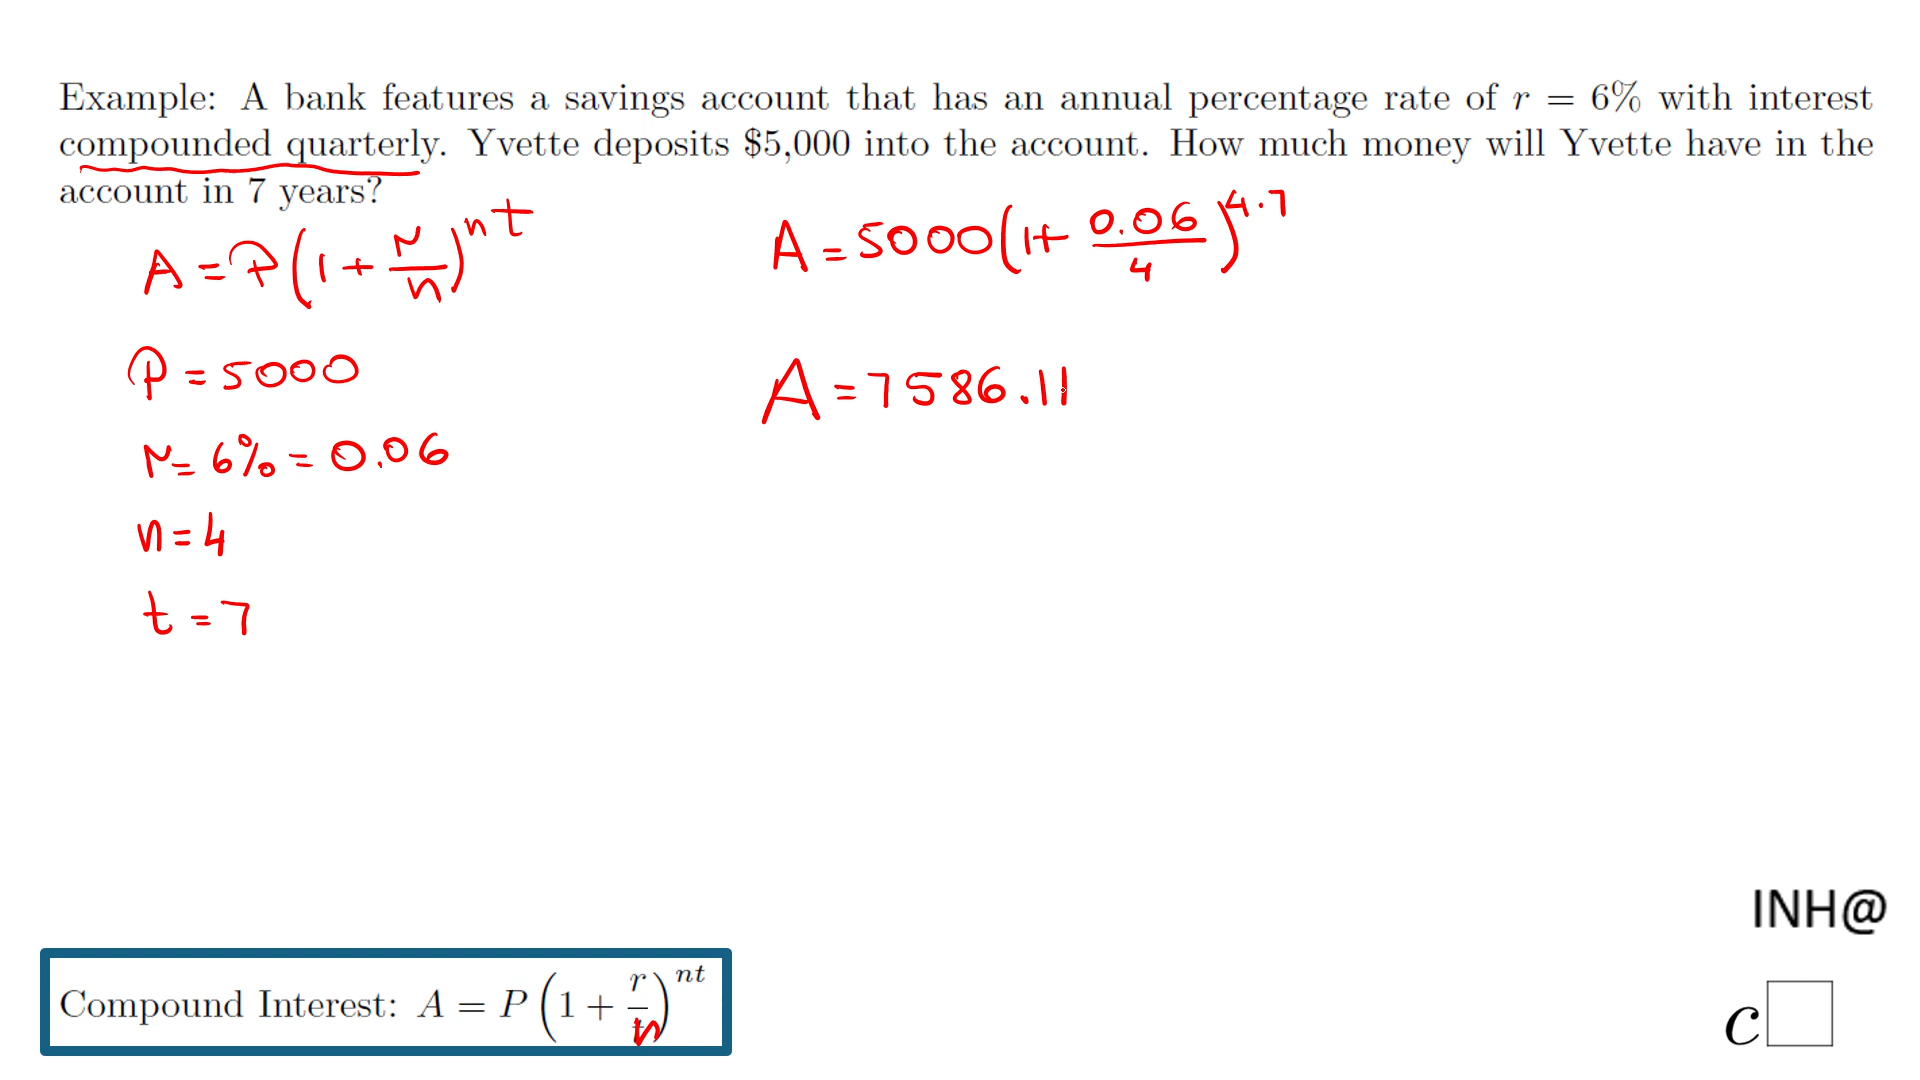 Example: A bank features a savings account that has an annual percentage rate of r = 6% with interest
compounded quarterly. Yvette deposits $5,000 into the account. How much money will Yvette have in the
account in 7 years?
A = P(1 + r/n)^nt
P = 5000
r = 6% = 0.06
n = 4
t = 7
A = 5000(1 + 0.06/4)^4·7
A = 7586.11
Compound Interest: A = P(1 + r/n)^nt
INH@
c□